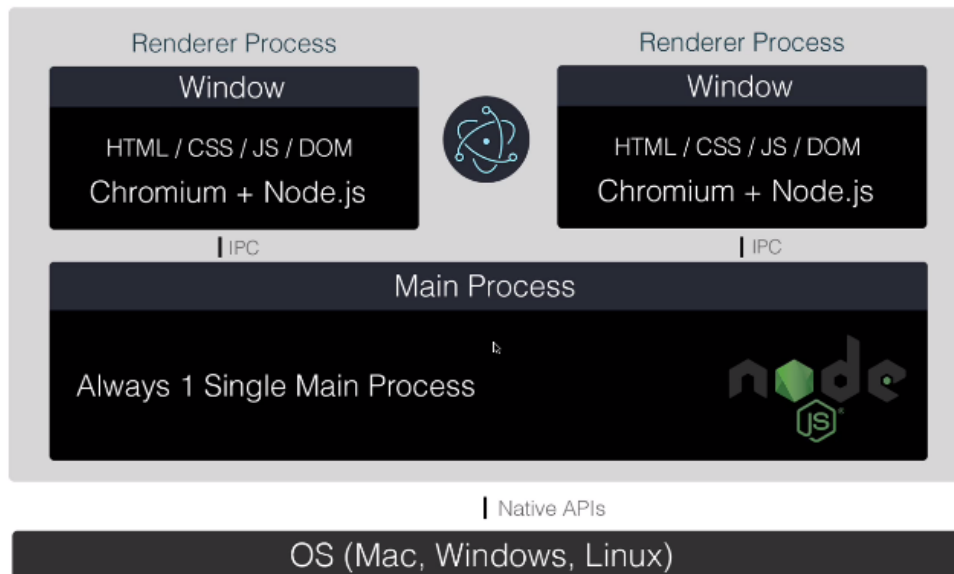 Renderer Process
Renderer Process
Window
Window
HTML / CSS / JS / DOM
HTML / CSS / JS / DOM
Chromium + Node.js
Chromium + Node.js
IPC
IPC
Main Process
Always 1 Single Main Process
node
JS
®
Native APIs
OS (Mac, Windows, Linux)